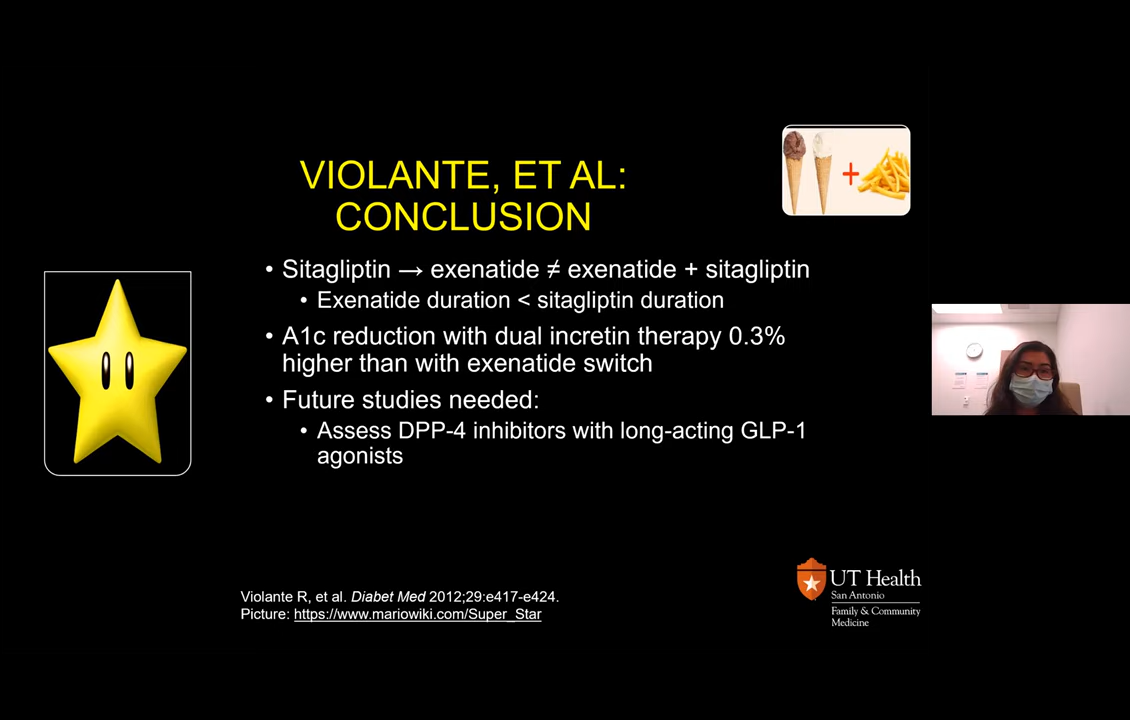 VIOLANTE, ET AL:
CONCLUSION
• Sitagliptin → exenatide ≠ exenatide + sitagliptin
• Exenatide duration < sitagliptin duration
• A1c reduction with dual incretin therapy 0.3%
higher than with exenatide switch
• Future studies needed:
• Assess DPP-4 inhibitors with long-acting GLP-1
agonists
Violante R, et al. Diabet Med 2012;29:e417-e424.
Picture: https://www.mariowiki.com/Super_Star
UT Health
San Antonio
Family & Community
Medicine